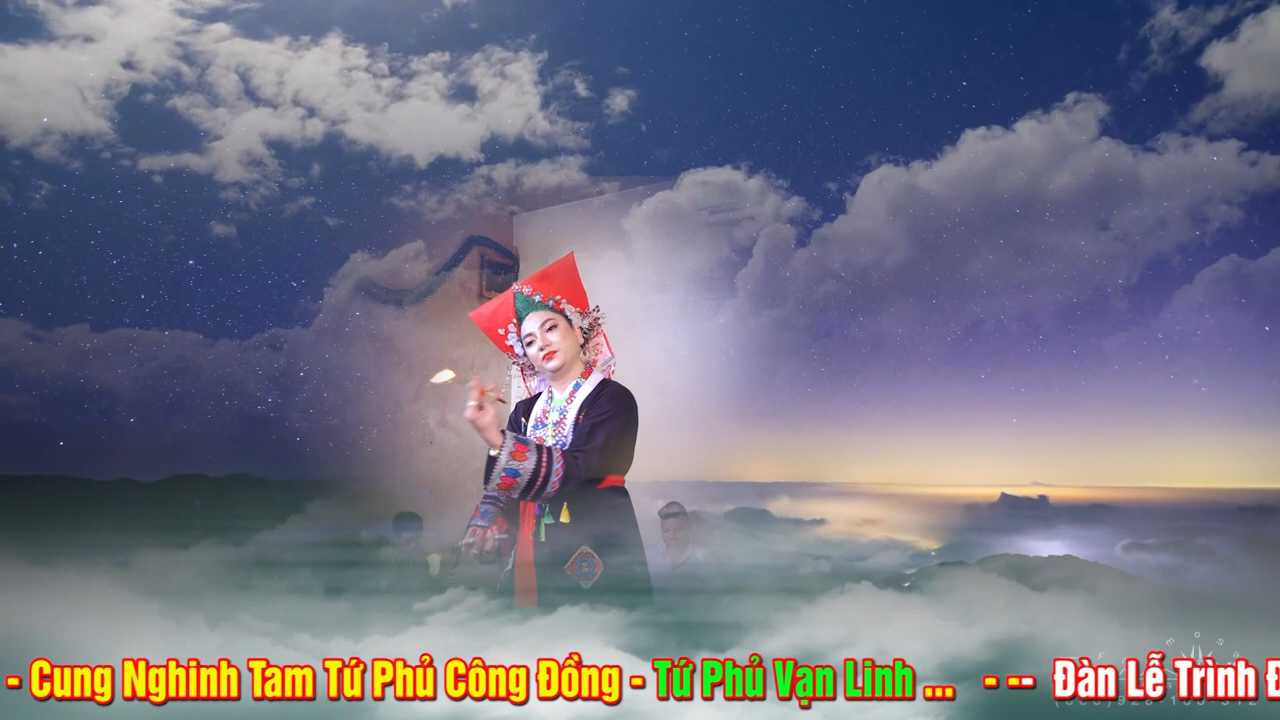 - Cung Nghinh Tam Tứ Phủ Công Đồng - Tứ Phủ Vạn Linh ... - -- Đàn Lễ Trình Đ